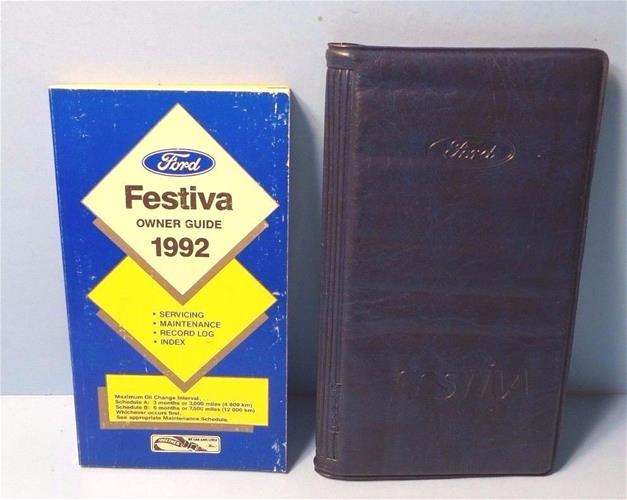 Ford
Festiva
OWNER GUIDE
1992
• SERVICING
• MAINTENANCE
• RECORD LOG
• INDEX
Maximum Oil Change Interval
Schedule A: 3 months or 3,000 miles (4 800 km)
Schedule B: 6 months or 7,500 miles (12 000 km)
Whichever occurs first.
See appropriate Maintenance Schedule.
Ford
FESTIVA